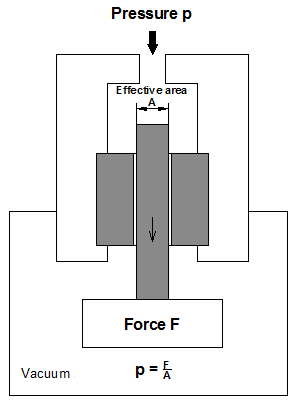 Pressure p
Effective area
A
Force F
p = F/A
Vacuum